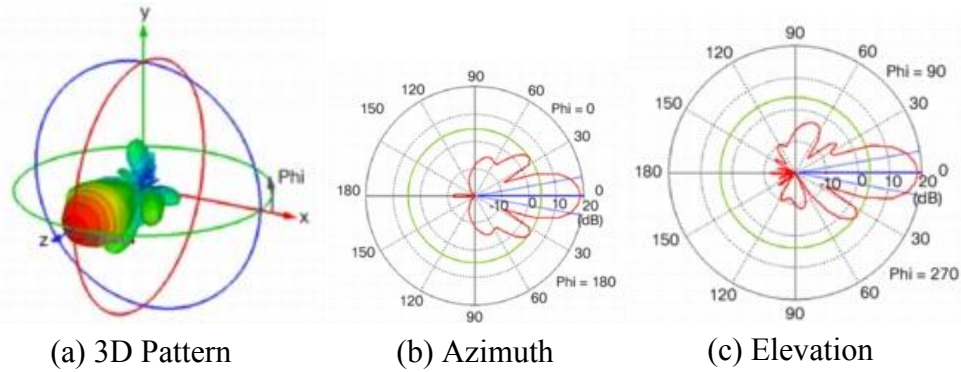 y
Phi
x
z
90
120
60
Phi = 0
150
30
180
-10
0
10
20
0
(dB)
150
30
Phi = 180
120
60
90
90
120
60
Phi = 90
150
30
180
-10
0
10
20
0
(dB)
150
30
Phi = 270
120
60
90
(a) 3D Pattern
(b) Azimuth
(c) Elevation